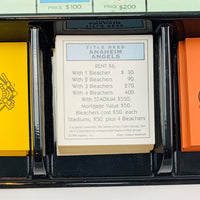 PRICE $100
PRICE $200
TITLE DEED
ANAHEIM
ANGELS
RENT $6.
With 1 Bleacher $ 30.
With 2 Bleachers 90.
With 3 Bleachers 270.
With 4 Bleachers 400.
With STADIUM $550.
Mortgage Value $50.
Bleachers cost $50. each
Stadiums, $50. plus 4 Bleachers